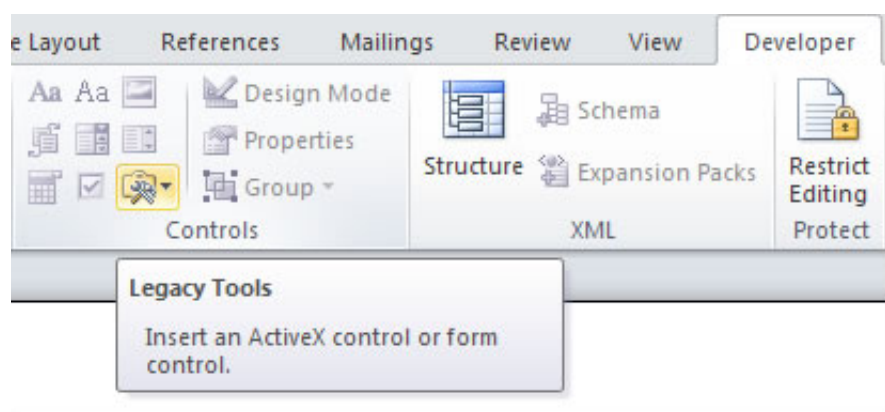 e Layout References Mailings Review View Developer
Aa Aa Design Mode Schema
Properties
Structure Expansion Packs Restrict Editing
Group
Controls XML Protect
Legacy Tools
Insert an ActiveX control or form
control.